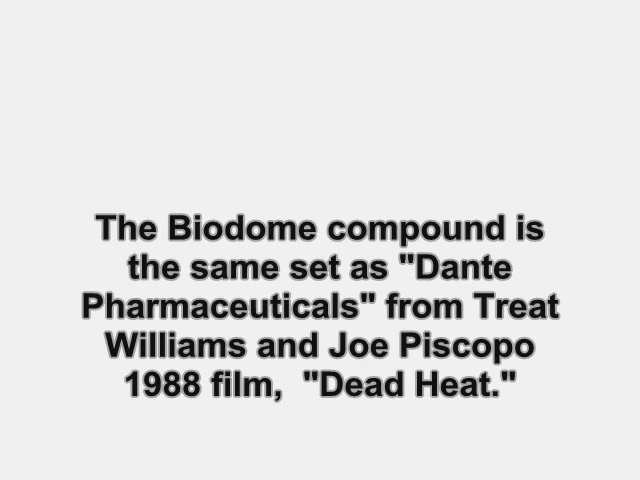 The Biodome compound is
the same set as "Dante
Pharmaceuticals" from Treat
Williams and Joe Piscopo
1988 film,  "Dead Heat."